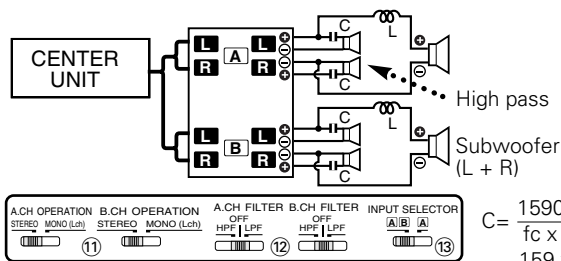 CENTER
UNIT
L
R
A
L
R
L
R
B
L
R
⊕
⊖
⊖
⊕
⊕
⊖
⊖
⊕
C
C
L
⊕
⊖
High pass
C
C
L
⊕
⊖
Subwoofer
(L + R)
A.CH OPERATION
STEREO MONO (Lch)
B.CH OPERATION
STEREO MONO (Lch)
⑪
A.CH FILTER
OFF
HPF LPF
B.CH FILTER
OFF
HPF LPF
⑫
INPUT SELECTOR
A B A
⑬
C= 1590
fc x